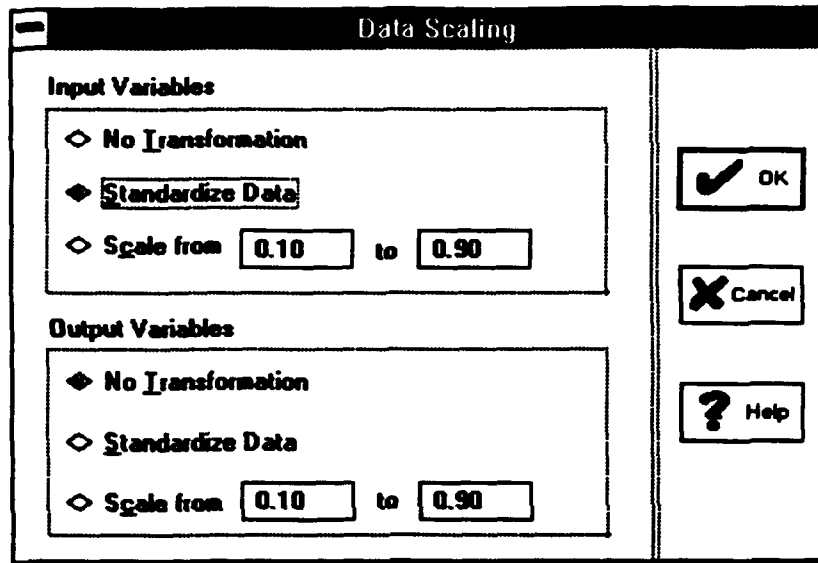 Data Scaling
Input Variables
No Transformation
Standardize Data
Scale from 0.10 to 0.90
Output Variables
No Transformation
Standardize Data
Scale from 0.10 to 0.90
OK
Cancel
Help